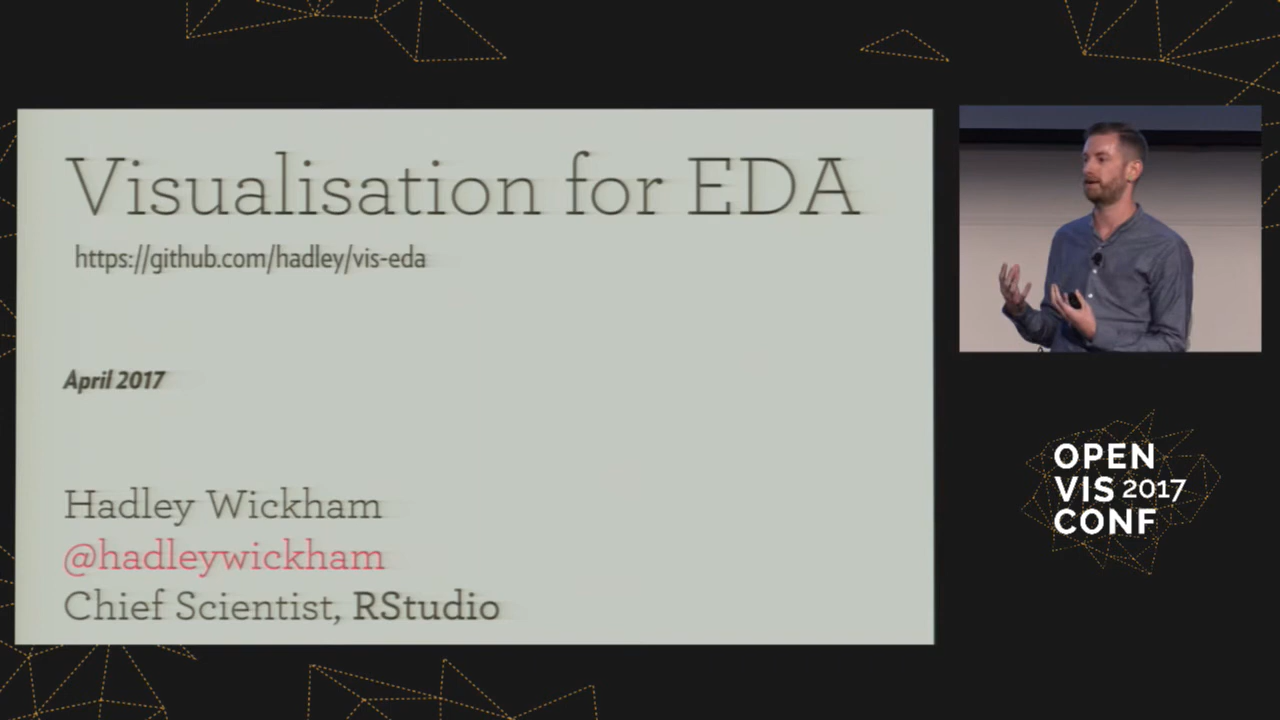 Visualisation for EDA
https://github.com/hadley/vis-eda
April 2017
Hadley Wickham
@hadleywickham
Chief Scientist, RStudio
OPEN
VIS 2017
CONF